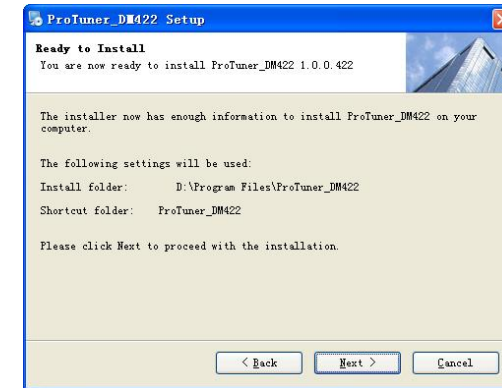 ProTuner_DM422 Setup
Ready to Install
You are now ready to install ProTuner_DM422 1.0.0.422
The installer now has enough information to install ProTuner_DM422 on your
computer.
The following settings will be used:
Install folder: D:\Program Files\ProTuner_DM422
Shortcut folder: ProTuner_DM422
Please click Next to proceed with the installation.
< Back Next > Cancel